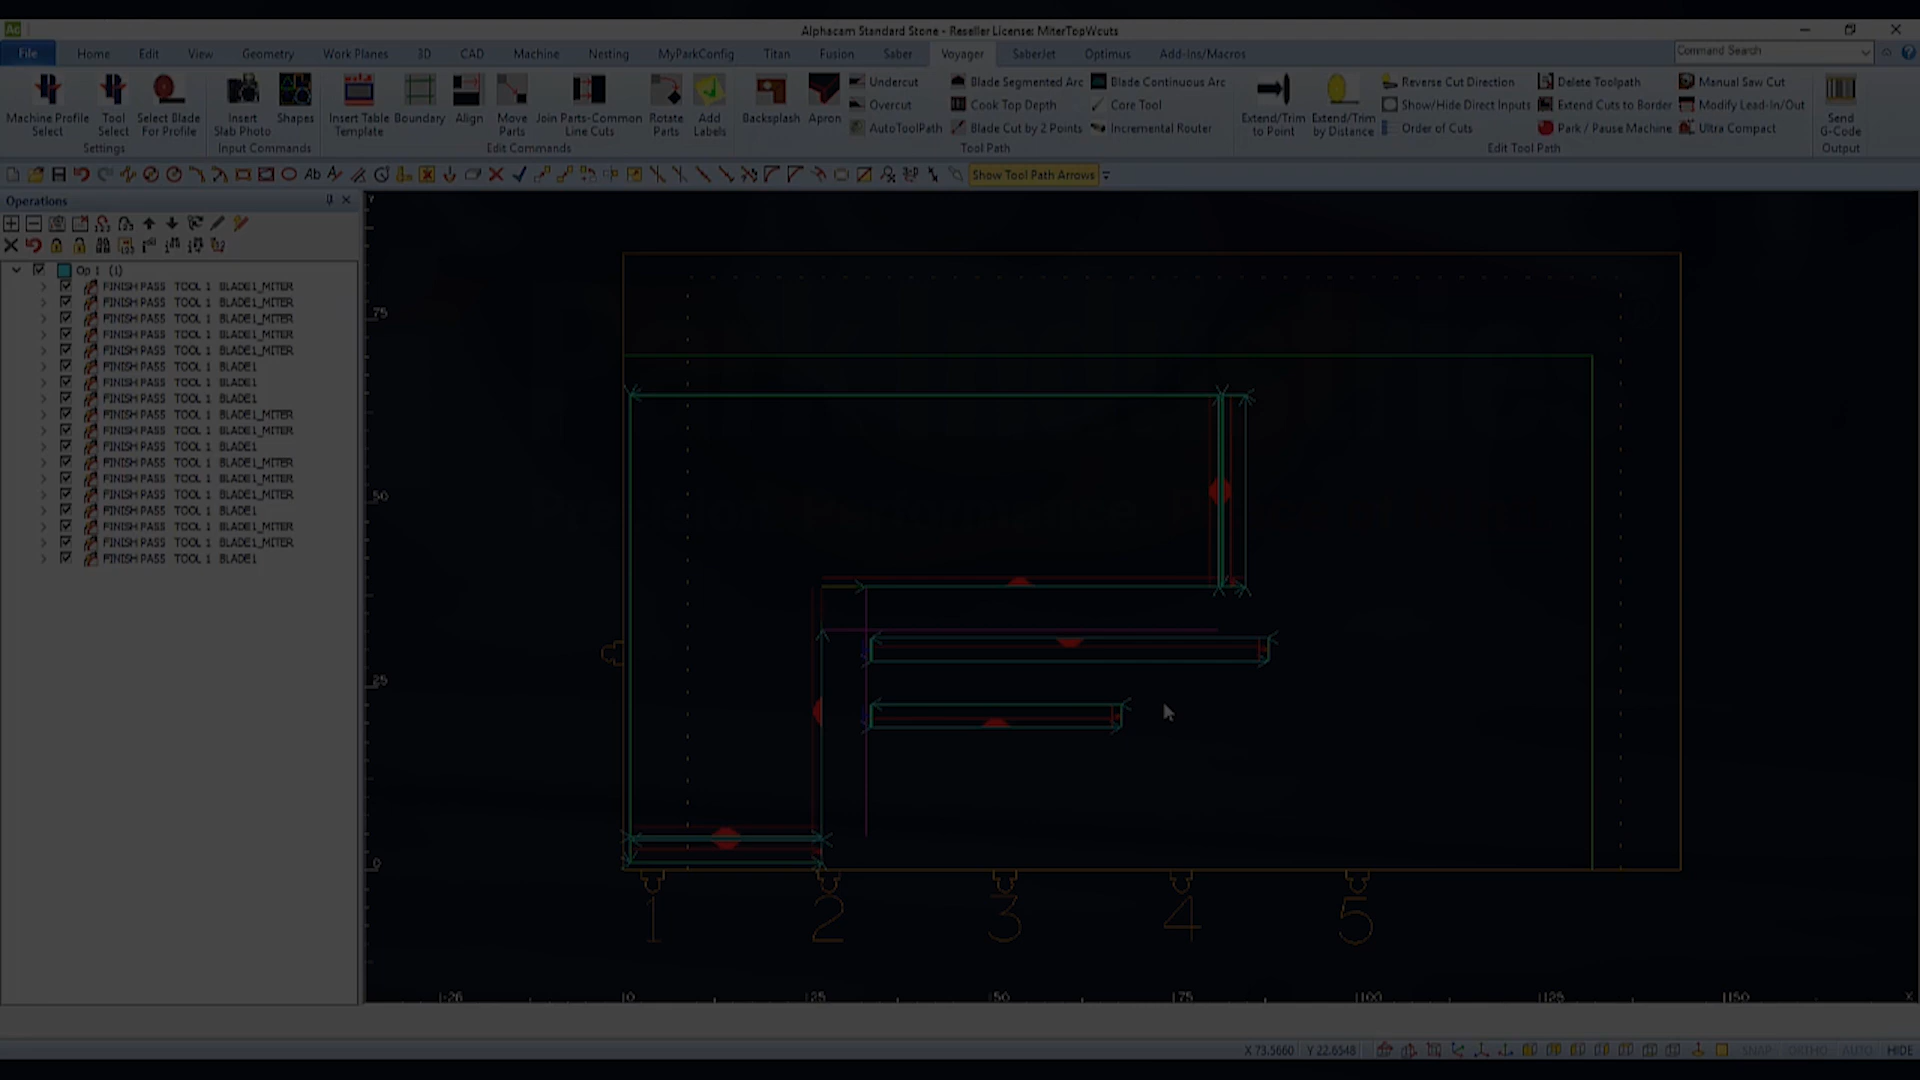 Alphacam Standard Stone - Reseller License: MiterTopWcuts
File Home Edit View Geometry Work Planes 3D CAD Machine Nesting MyParkConfig Titan Fusion Saber Voyager SaberJet Optimus Add-Ins/Macros Command Search
Machine Profile Select
Tool Select
Select Blade For Profile
Settings
Insert Slab Photo
Shapes
Input Commands
Insert Table Template
Boundary
Align
Move Parts
Join Parts-Common Line Cuts
Rotate Parts
Add Labels
Edit Commands
Backsplash
Apron
Undercut
Overcut
AutoToolPath
Blade Segmented Arc
Cook Top Depth
Blade Cut by 2 Points
Blade Continuous Arc
Core Tool
Incremental Router
Tool Path
Extend/Trim to Point
Extend/Trim by Distance
Reverse Cut Direction
Show/Hide Direct Inputs
Order of Cuts
Delete Toolpath
Extend Cuts to Border
Park / Pause Machine
Manual Saw Cut
Modify Lead-In/Out
Ultra Compact
Edit Tool Path
Send G-Code
Output
Show Tool Path Arrows
Operations
Op 1 (1)
FINISH PASS TOOL 1 BLADE1_MITER
FINISH PASS TOOL 1 BLADE1_MITER
FINISH PASS TOOL 1 BLADE1_MITER
FINISH PASS TOOL 1 BLADE1_MITER
FINISH PASS TOOL 1 BLADE1_MITER
FINISH PASS TOOL 1 BLADE1
FINISH PASS TOOL 1 BLADE1
FINISH PASS TOOL 1 BLADE1
FINISH PASS TOOL 1 BLADE1_MITER
FINISH PASS TOOL 1 BLADE1_MITER
FINISH PASS TOOL 1 BLADE1
FINISH PASS TOOL 1 BLADE1_MITER
FINISH PASS TOOL 1 BLADE1_MITER
FINISH PASS TOOL 1 BLADE1_MITER
FINISH PASS TOOL 1 BLADE1
FINISH PASS TOOL 1 BLADE1_MITER
FINISH PASS TOOL 1 BLADE1_MITER
FINISH PASS TOOL 1 BLADE1
Y
75
50
25
0
1 2 3 4 5
-26 0 25 50 75 100 125 150 X
X 73.5660 Y 22.6548 SNAP ORTHO AUTO HIDE